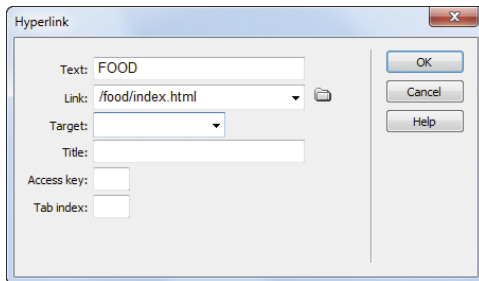 Hyperlink
Text: FOOD
Link: /food/index.html
Target:
Title:
Access key:
Tab index:
OK
Cancel
Help